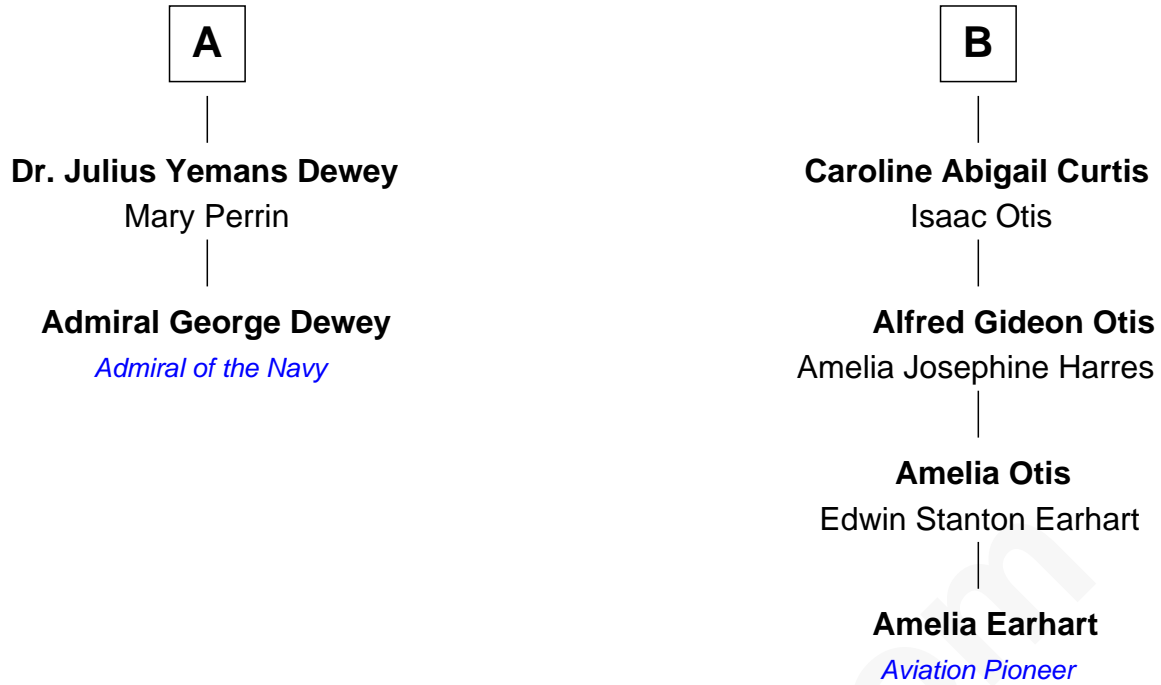 A
Dr. Julius Yemans Dewey
Mary Perrin
Admiral George Dewey
Admiral of the Navy
B
Caroline Abigail Curtis
Isaac Otis
Alfred Gideon Otis
Amelia Josephine Harres
Amelia Otis
Edwin Stanton Earhart
Amelia Earhart
Aviation Pioneer